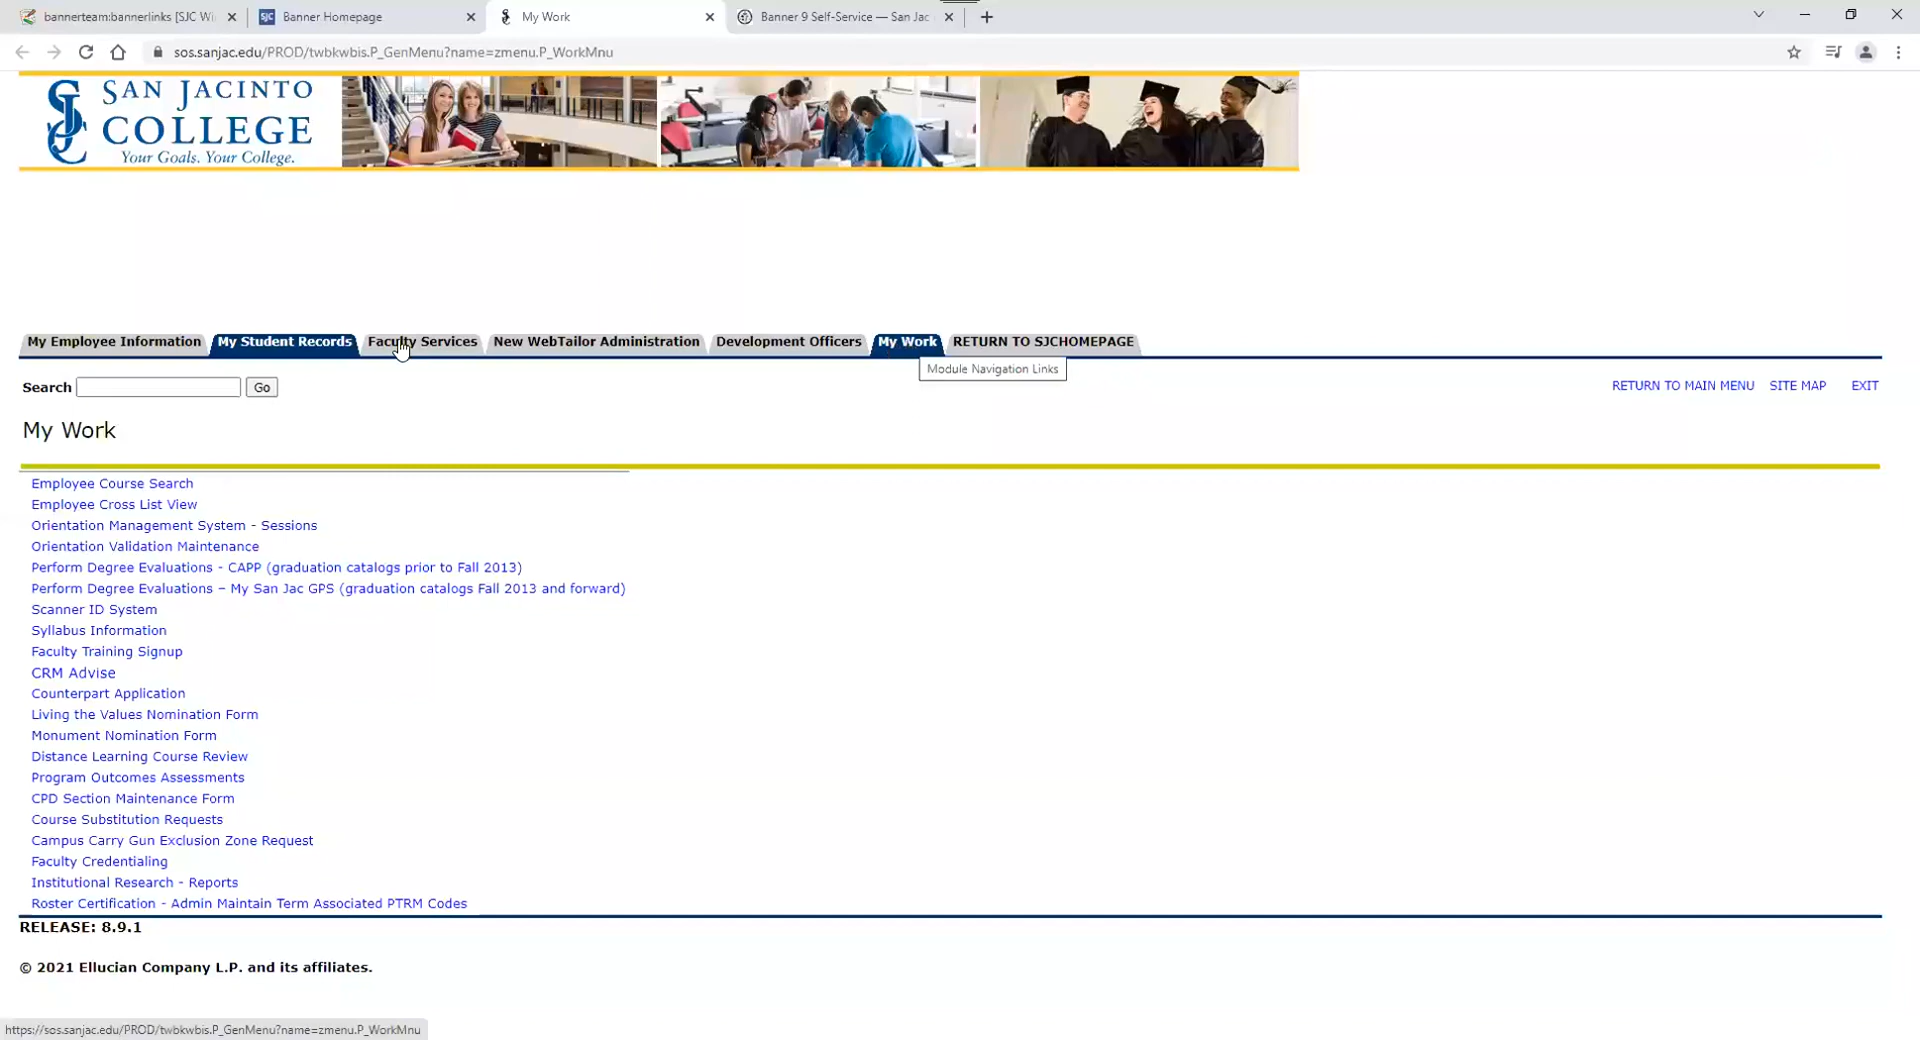 bannerteam:bannerlinks [SJC Wi
Banner Homepage
My Work
Banner 9 Self-Service — San Jac
sos.sanjac.edu/PROD/twbkwbis.P_GenMenu?name=zmenu.P_WorkMnu
SAN JACINTO
COLLEGE
Your Goals. Your College.
My Employee Information
My Student Records
Faculty Services
New WebTailor Administration
Development Officers
My Work
RETURN TO SJCHOMEPAGE
Module Navigation Links
Search
Go
RETURN TO MAIN MENU
SITE MAP
EXIT
My Work
Employee Course Search
Employee Cross List View
Orientation Management System - Sessions
Orientation Validation Maintenance
Perform Degree Evaluations - CAPP (graduation catalogs prior to Fall 2013)
Perform Degree Evaluations – My San Jac GPS (graduation catalogs Fall 2013 and forward)
Scanner ID System
Syllabus Information
Faculty Training Signup
CRM Advise
Counterpart Application
Living the Values Nomination Form
Monument Nomination Form
Distance Learning Course Review
Program Outcomes Assessments
CPD Section Maintenance Form
Course Substitution Requests
Campus Carry Gun Exclusion Zone Request
Faculty Credentialing
Institutional Research - Reports
Roster Certification - Admin Maintain Term Associated PTRM Codes
RELEASE: 8.9.1
© 2021 Ellucian Company L.P. and its affiliates.
https://sos.sanjac.edu/PROD/twbkwbis.P_GenMenu?name=zmenu.P_WorkMnu